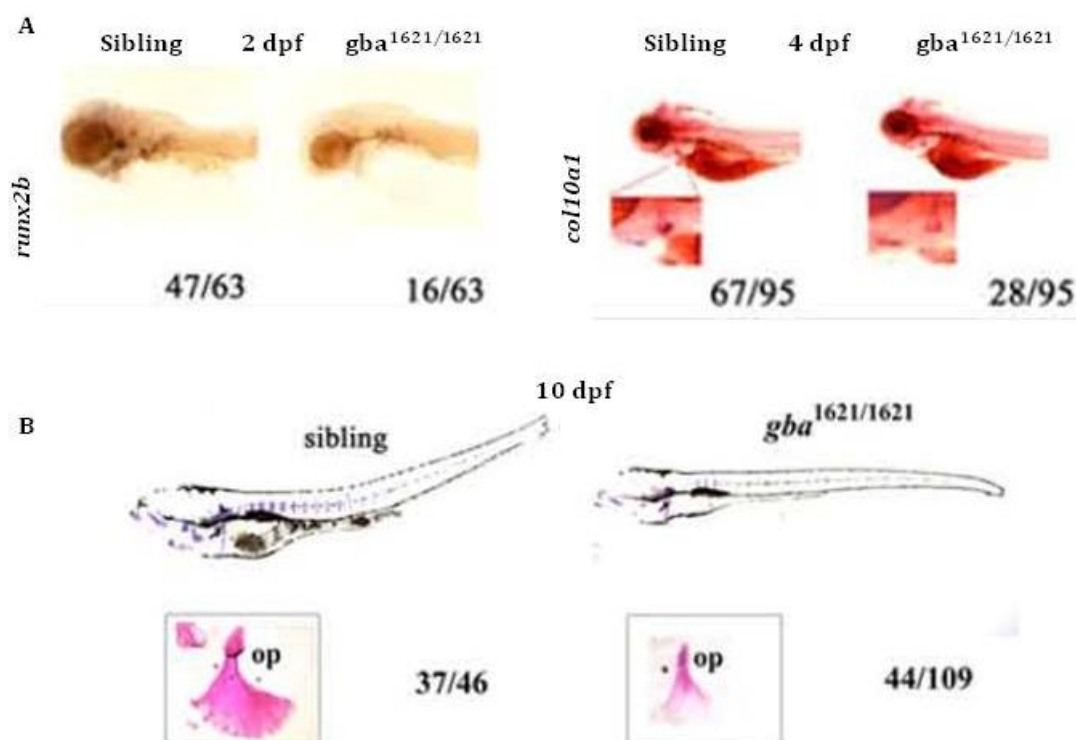 A
Sibling 2 dpf gba1621/1621
Sibling 4 dpf gba1621/1621
runx2b
col10a1
47/63
16/63
67/95
28/95
10 dpf
B
sibling
gba1621/1621
op
37/46
op
44/109